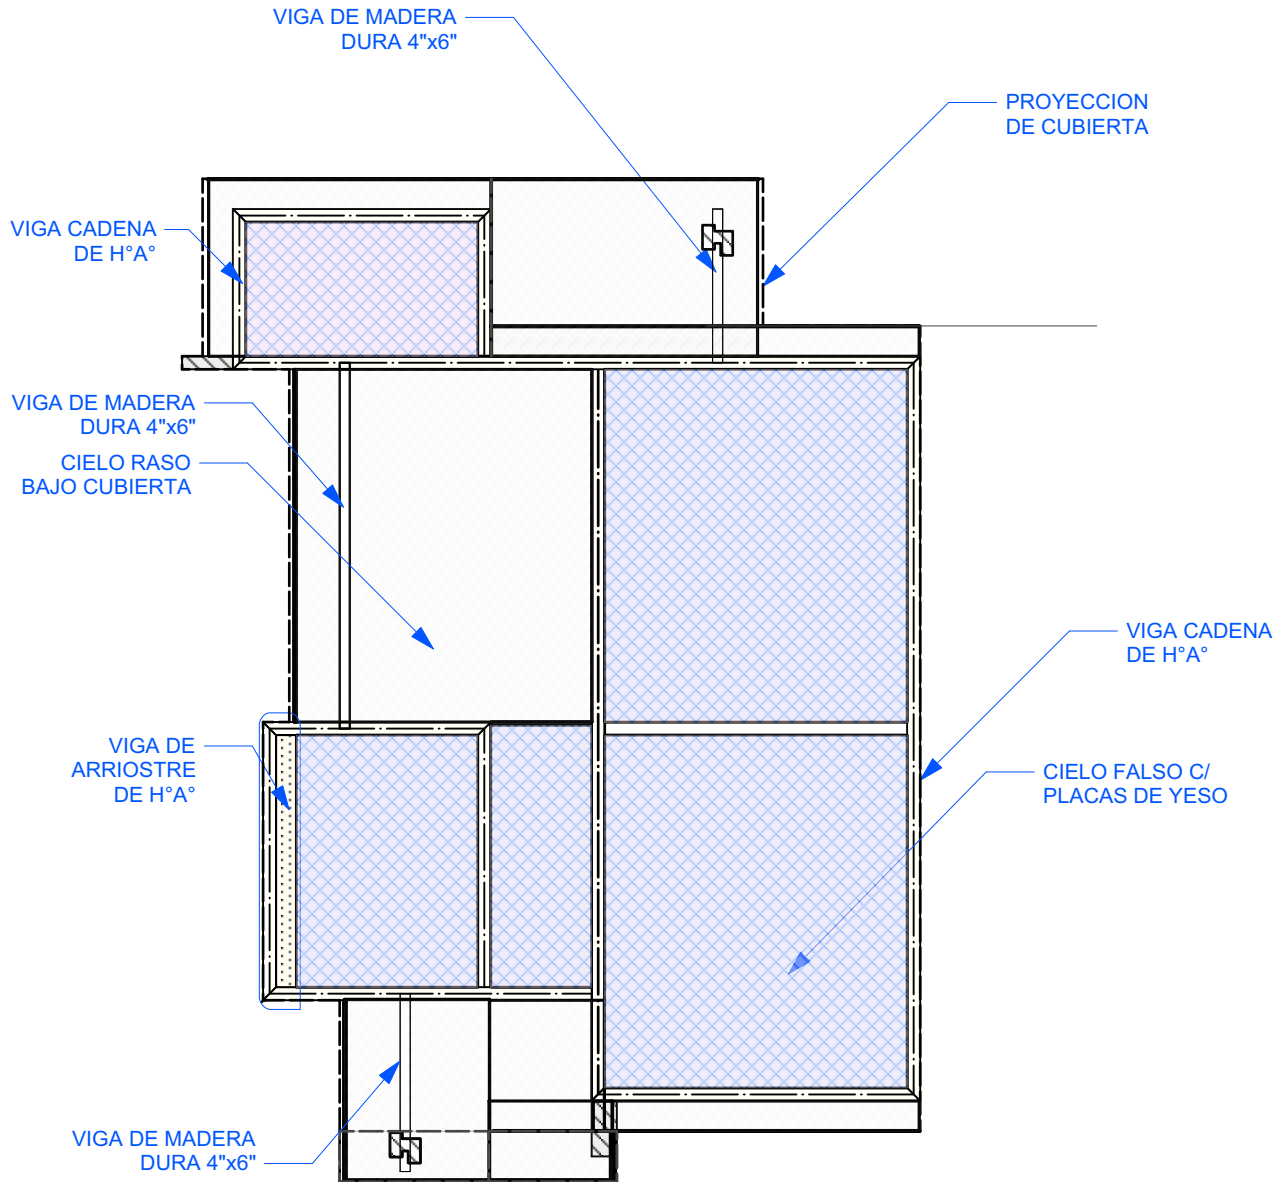 VIGA DE MADERA
DURA 4"x6"
PROYECCION
DE CUBIERTA
VIGA CADENA
DE H°A°
VIGA DE MADERA
DURA 4"x6"
CIELO RASO
BAJO CUBIERTA
VIGA CADENA
DE H°A°
VIGA DE
ARRIOSTRE
DE H°A°
CIELO FALSO C/
PLACAS DE YESO
VIGA DE MADERA
DURA 4"x6"